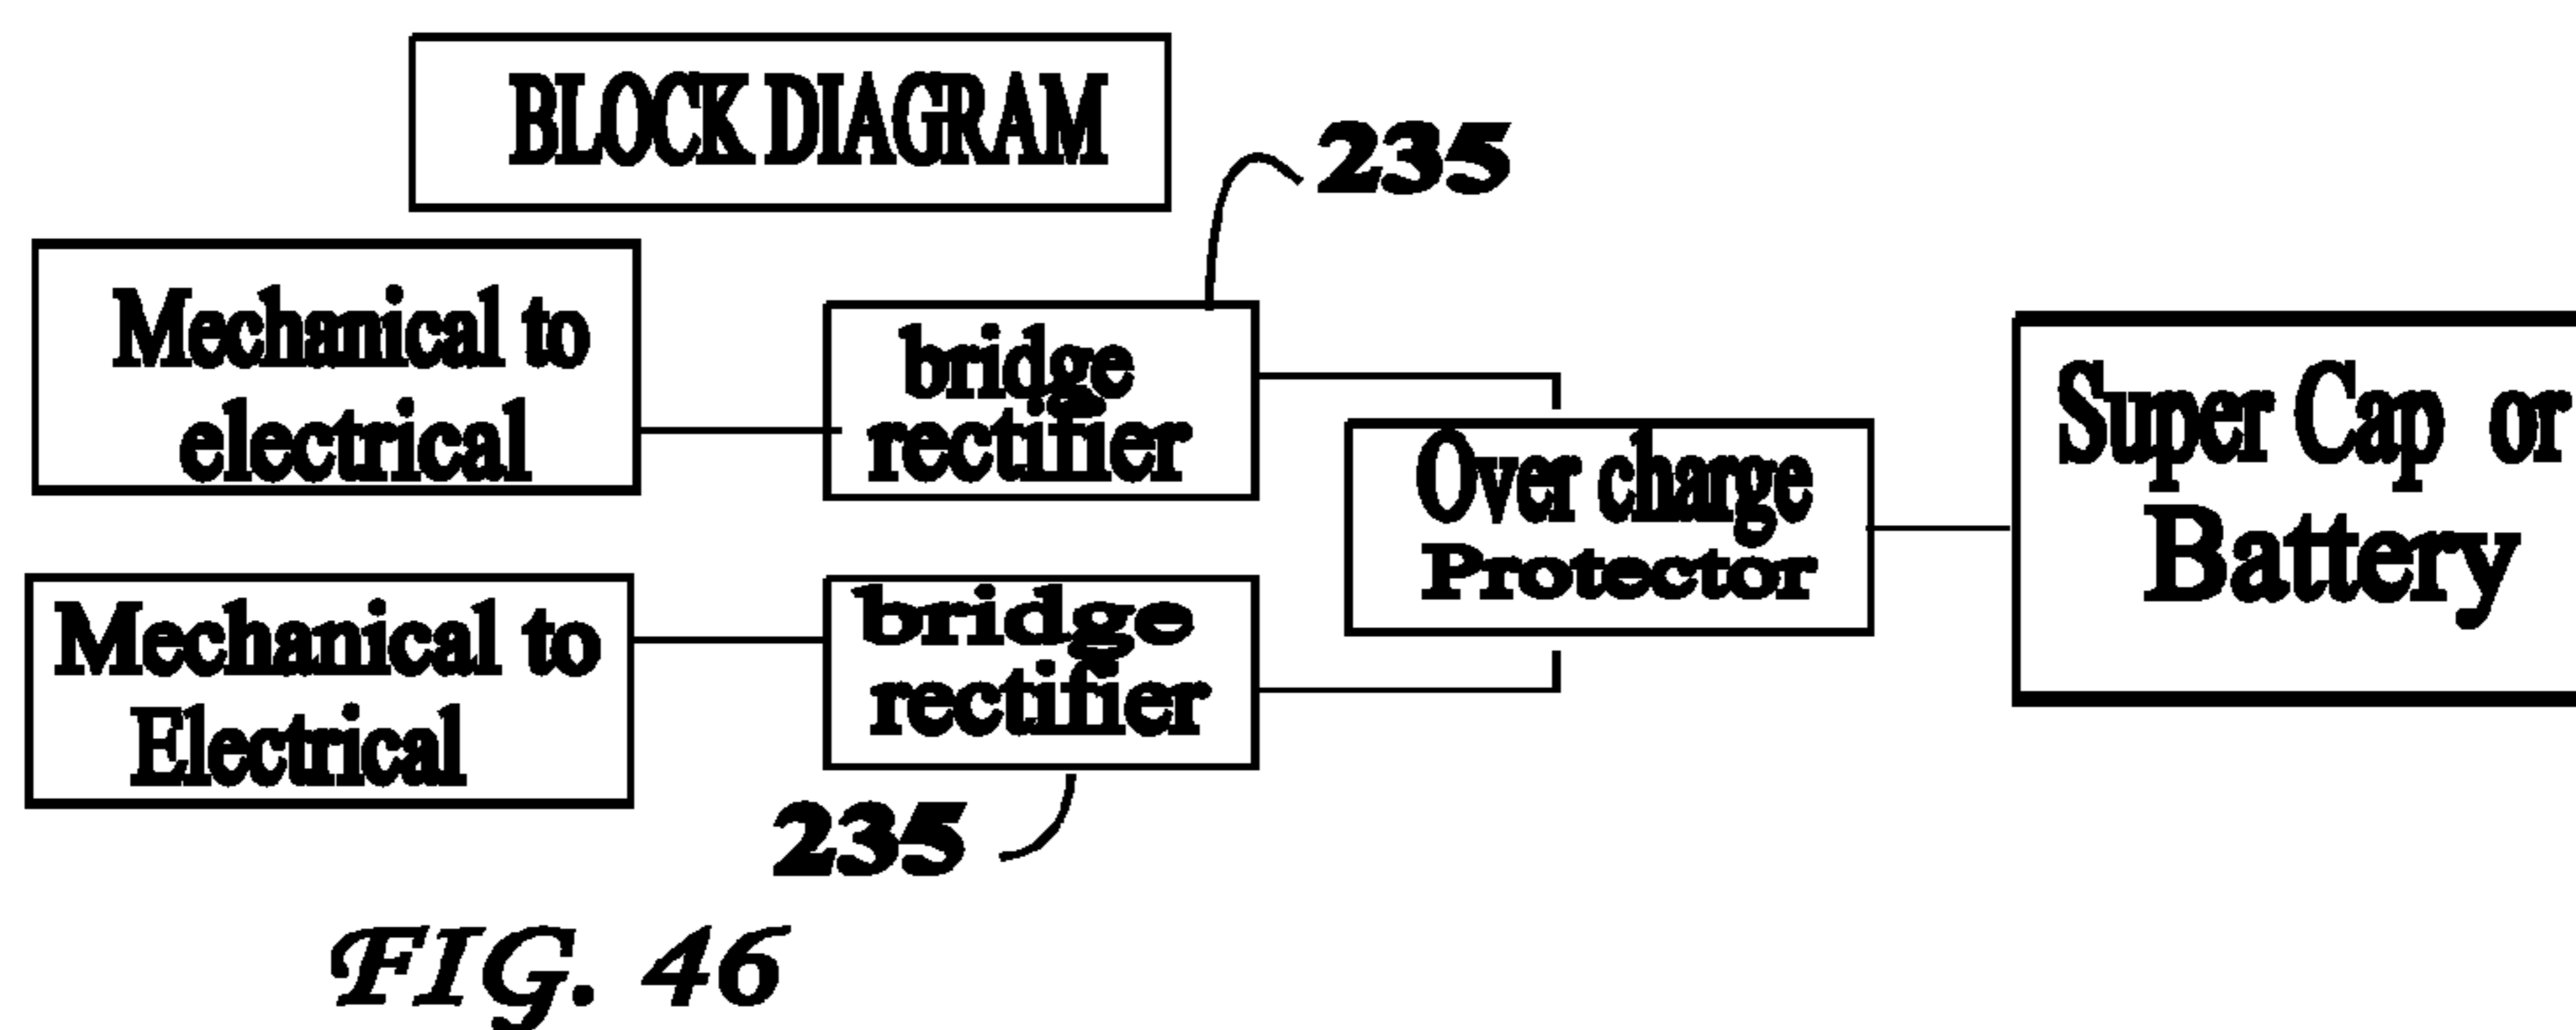 BLOCK DIAGRAM
235
Mechanical to
electrical
bridge
rectifier
Over charge
Protector
Super Cap or
Battery
Mechanical to
Electrical
bridge
rectifier
235
FIG. 46